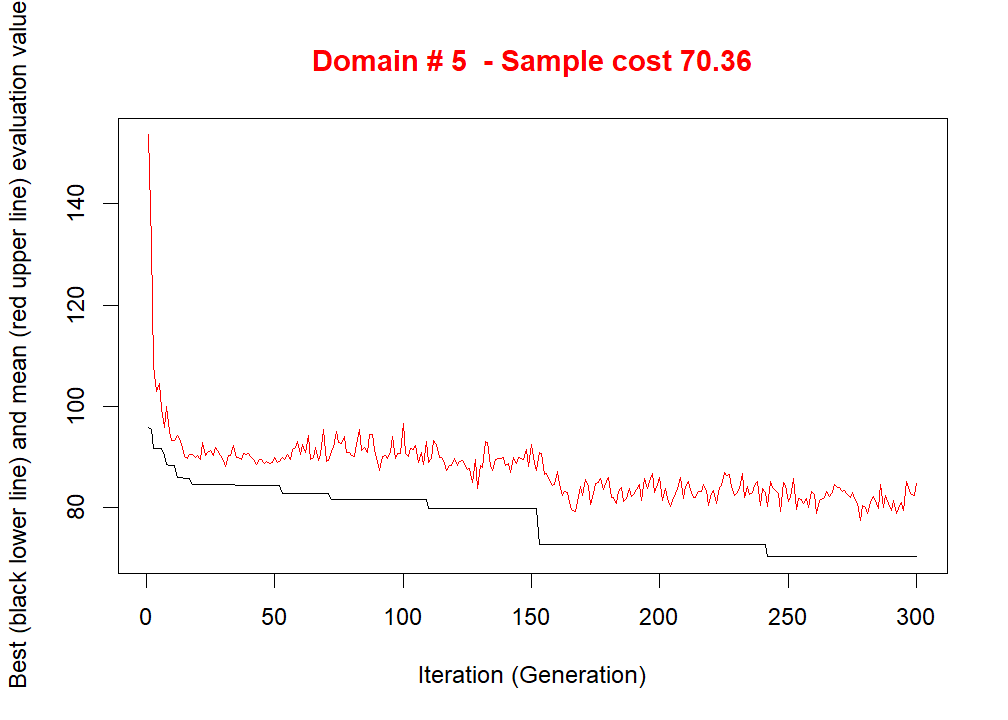 Domain # 5  - Sample cost 70.36
Best (black lower line) and mean (red upper line) evaluation value
140
120
100
80
0 50 100 150 200 250 300
Iteration (Generation)